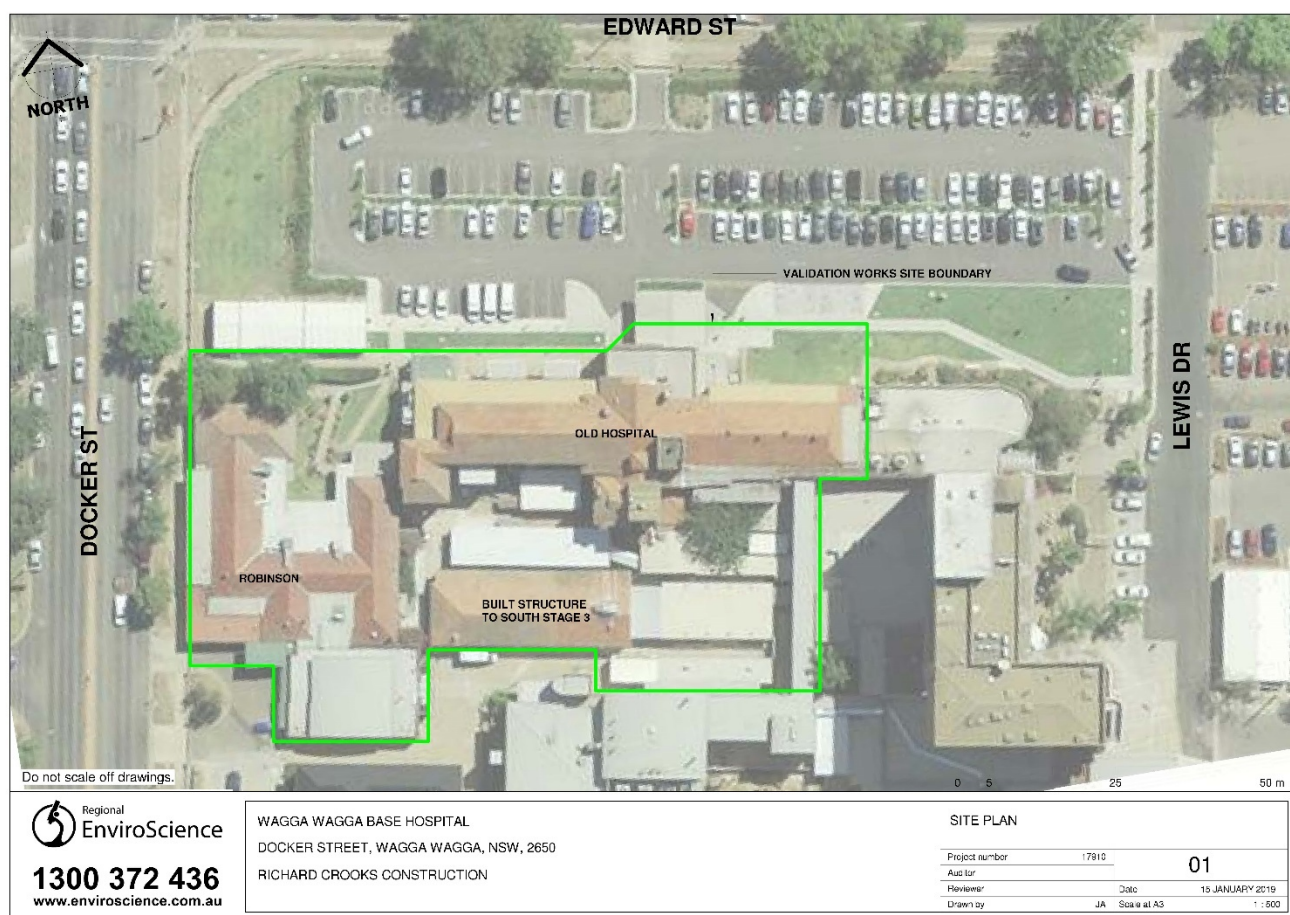 EDWARD ST
NORTH
VALIDATION WORKS SITE BOUNDARY
LEWIS DR
OLD HOSPITAL
DOCKER ST
ROBINSON
BUILT STRUCTURE
TO SOUTH STAGE 3
Do not scale off drawings.
0 5 25 50 m
Regional
EnviroScience
1300 372 436
www.enviroscience.com.au
WAGGA WAGGA BASE HOSPITAL
DOCKER STREET, WAGGA WAGGA, NSW, 2650
RICHARD CROOKS CONSTRUCTION
SITE PLAN
Project number 17910
Auditor
01
Reviewer Date 15 JANUARY 2019
Drawn by JA Scale at A3 1 : 500